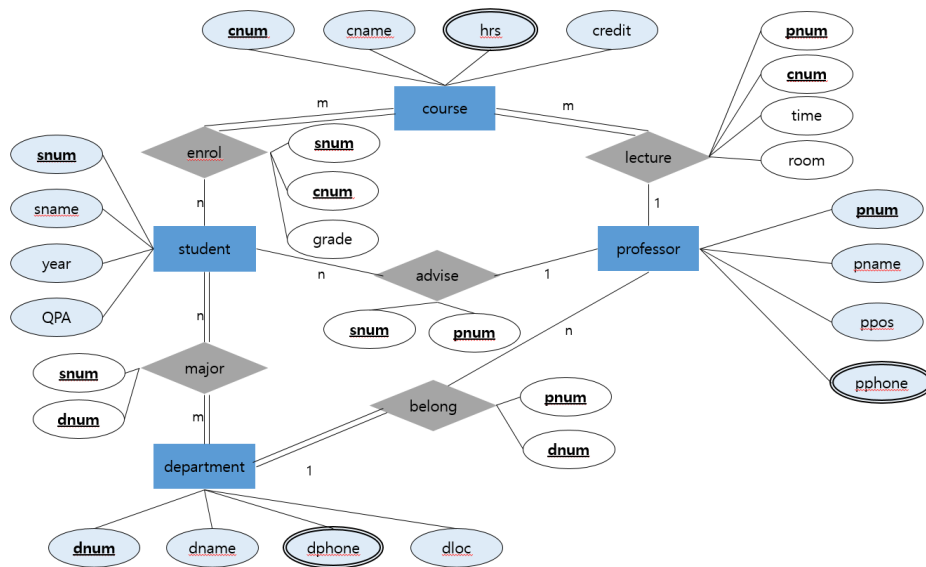 cnum
cname
hrs
credit
pnum
m
course
m
cnum
enrol
snum
time
snum
lecture
room
cnum
sname
n
1
pnum
grade
student
professor
year
n
advise
1
pname
QPA
n
snum
pnum
n
ppos
snum
major
pphone
dnum
m
belong
pnum
dnum
department
1
dnum
dname
dphone
dloc